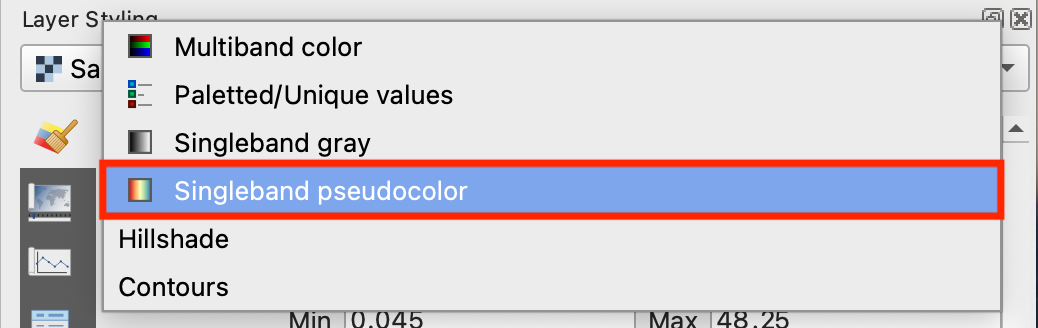 Layer Styling
Multiband color
Sa
Paletted/Unique values
Singleband gray
Singleband pseudocolor
Hillshade
Contours
Min 0.045 Max 48.25